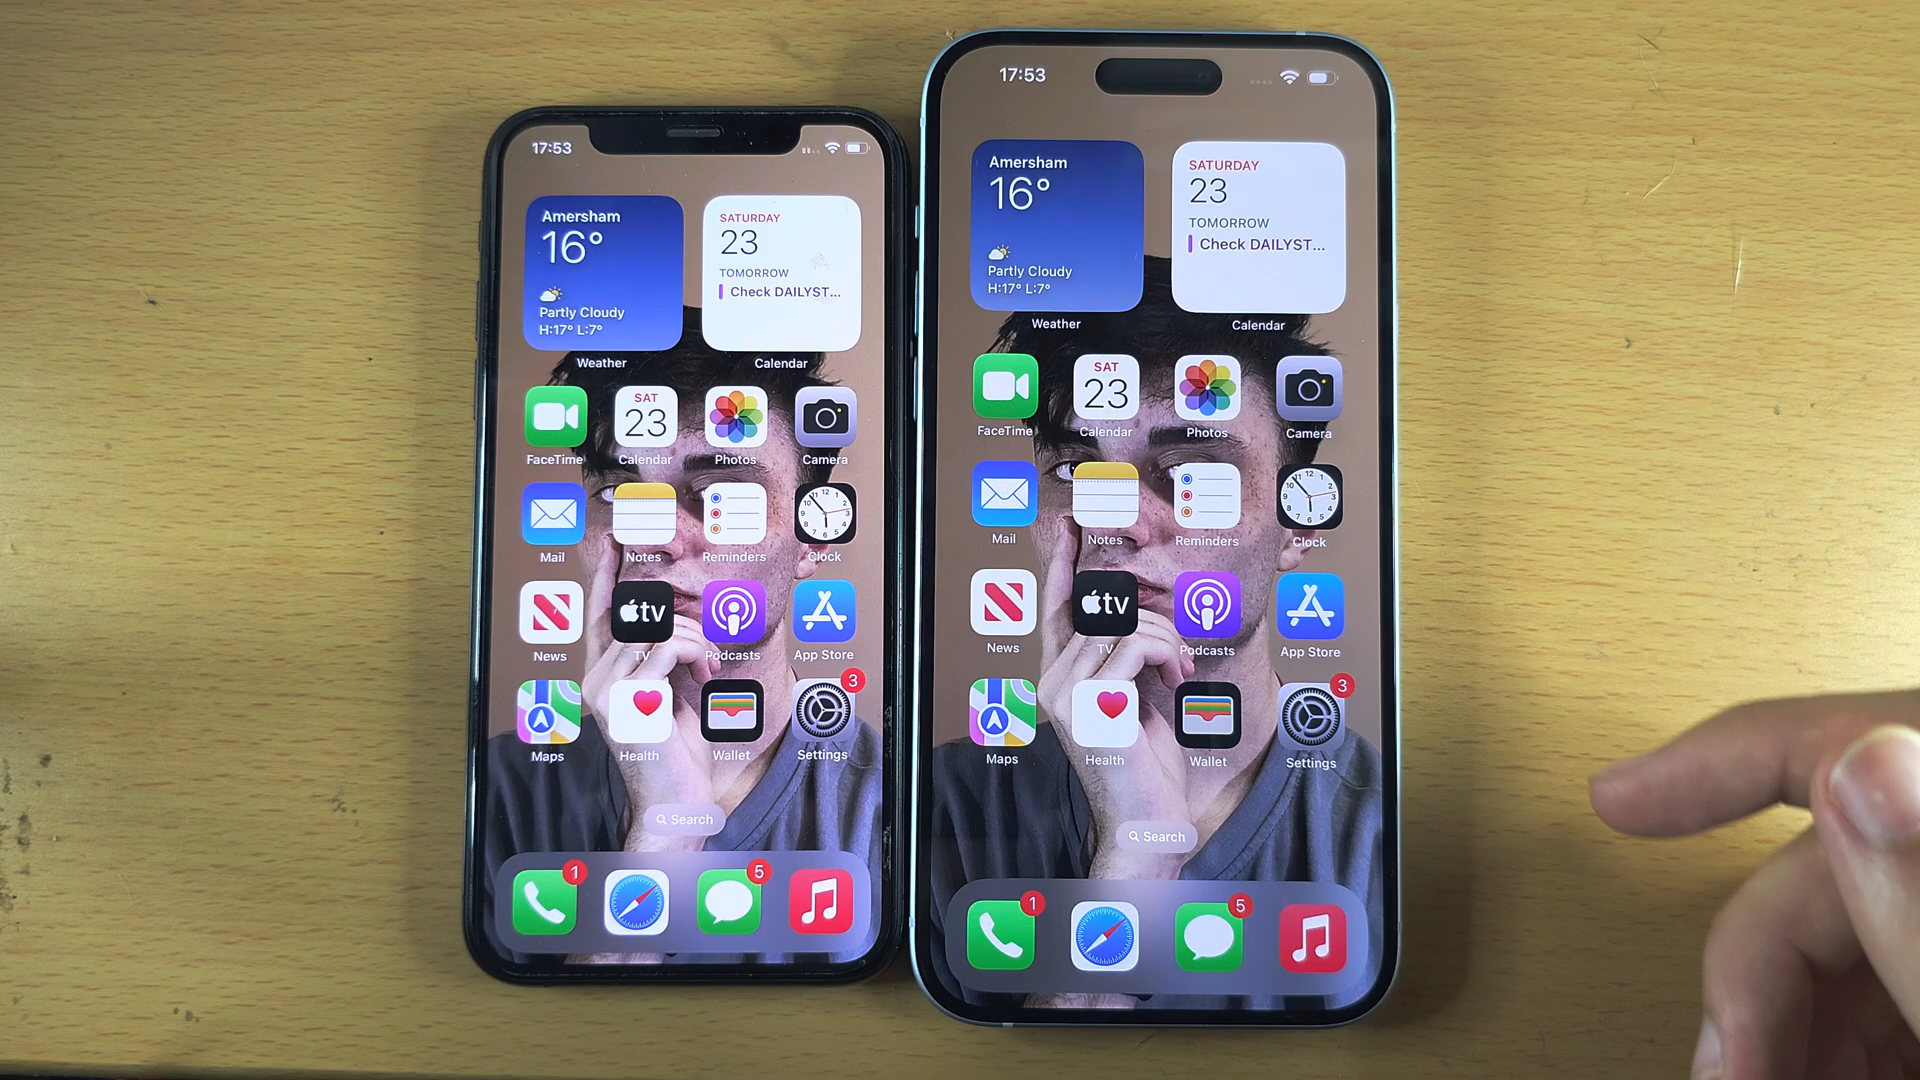 17:53
Amersham
16°
Partly Cloudy
H:17° L:7°
Weather
SATURDAY
23
TOMORROW
Check DAILYST...
Calendar
FaceTime
SAT
23
Calendar
Photos
Camera
Mail
Notes
Reminders
Clock
News
tv
TV
Podcasts
App Store
Maps
Health
Wallet
3
Settings
Search
1
5
17:53
Amersham
16°
Partly Cloudy
H:17° L:7°
Weather
SATURDAY
23
TOMORROW
Check DAILYST...
Calendar
FaceTime
SAT
23
Calendar
Photos
Camera
Mail
Notes
Reminders
Clock
News
tv
TV
Podcasts
App Store
Maps
Health
Wallet
3
Settings
Search
1
5